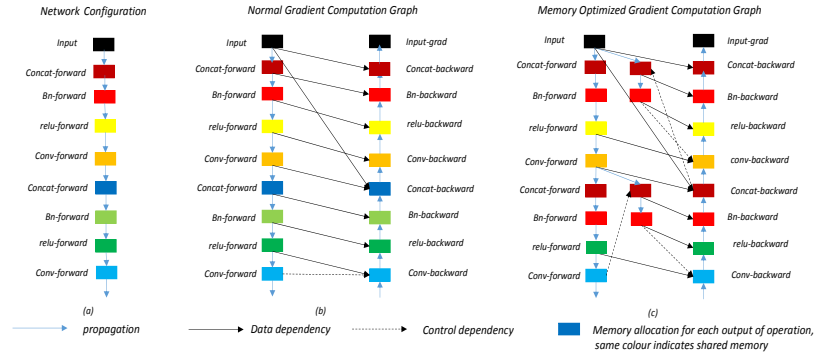 Network Configuration
Input
Concat-forward
Bn-forward
relu-forward
Conv-forward
Concat-forward
Bn-forward
relu-forward
Conv-forward
(a)
Normal Gradient Computation Graph
Input
Input-grad
Concat-forward
Concat-backward
Bn-forward
Bn-backward
relu-forward
relu-backward
Conv-forward
Conv-backward
Concat-forward
Concat-backward
Bn-forward
Bn-backward
relu-forward
relu-backward
Conv-forward
Conv-backward
(b)
Memory Optimized Gradient Computation Graph
Input
Input-grad
Concat-forward
Concat-backward
Bn-forward
Bn-backward
relu-forward
relu-backward
Conv-forward
conv-backward
Concat-forward
Concat-backward
Bn-forward
Bn-backward
relu-forward
relu-backward
Conv-forward
Conv-backward
(c)
propagation
Data dependency
Control dependency
Memory allocation for each output of operation,
same colour indicates shared memory